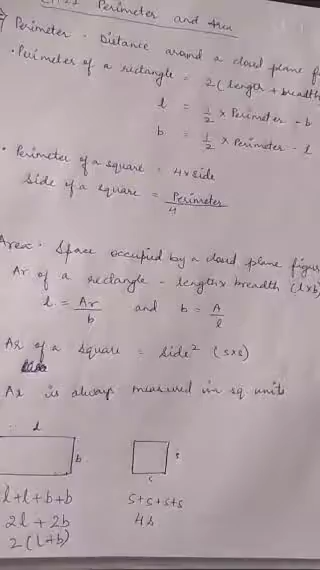 Perimeter and Area
Perimeter - Distance around a closed plane
• Perimeter of a rectangle = 2 (length + breadth
l = 1/2 × Perimeter - b
b = 1/2 × Perimeter - l
• Perimeter of a square = 4 × side
Side of a square = Perimeter/4
Area - Space occupied by a closed plane figur
Ar of a rectangle - length × breadth (l×b)
l = Ar/b and b = A/l
Ar of a square = side² (s×s)
Ar is always measured in sq units
l
b s
s
l+l+b+b s+s+s+s
2l + 2b 4s
2(l+b)